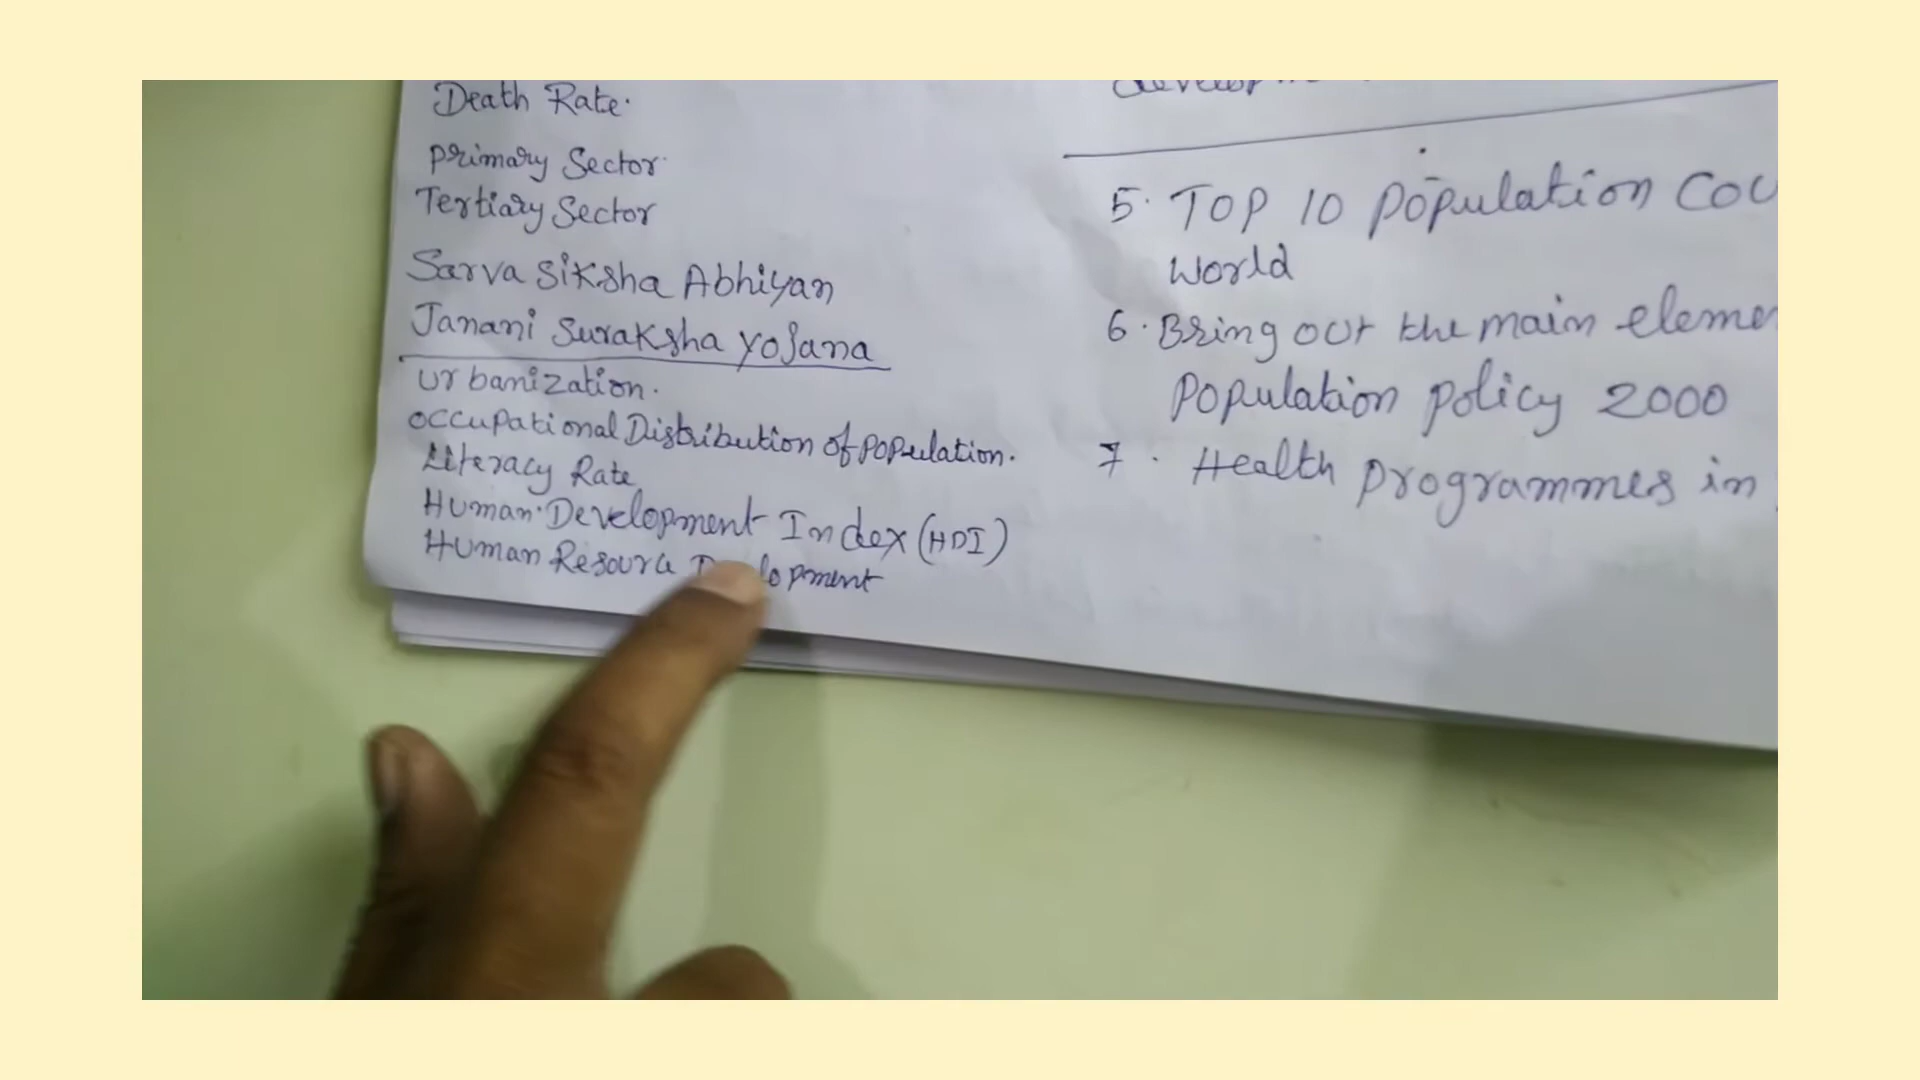 Death Rate.
Primary Sector
Tertiary Sector
Sarva Siksha Abhiyan
Janani Suraksha Yojana
Urbanization.
Occupational Distribution of population.
Literacy Rate
Human Development Index (HDI)
Human Resource Development
5. TOP 10 Population
World
6. Bring out the main
Population policy 2000
7. Health programmes in